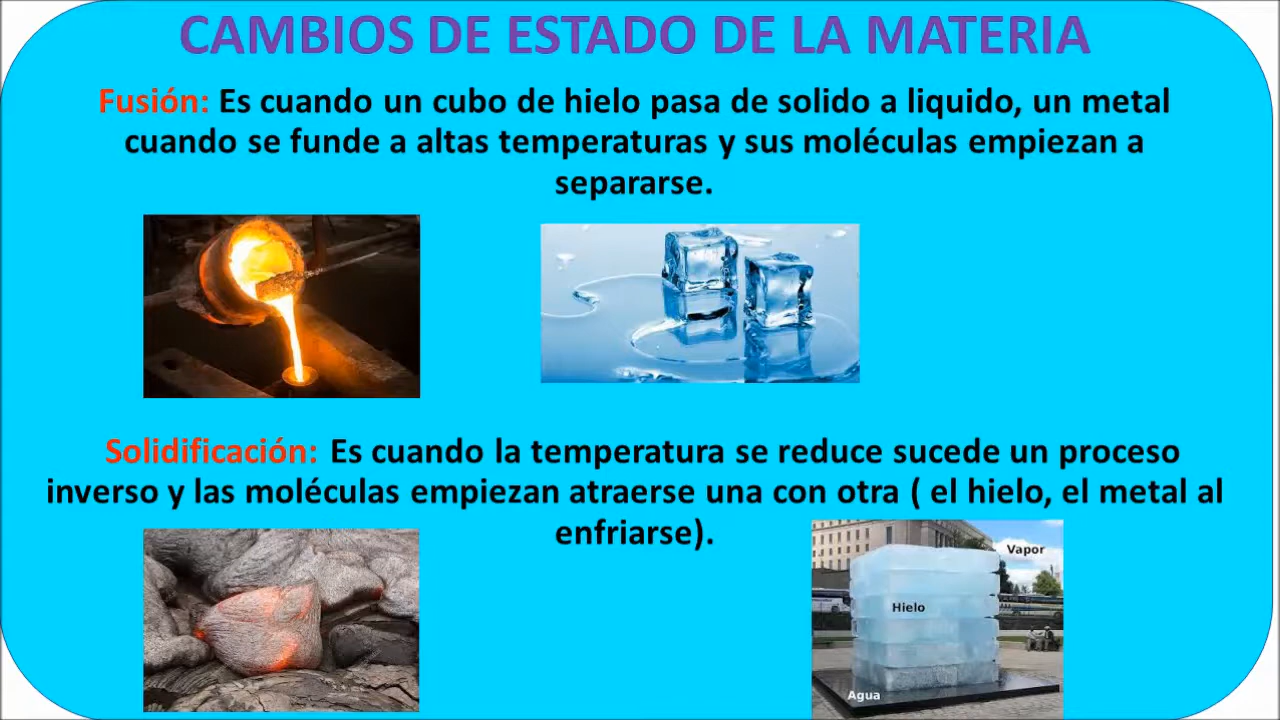 CAMBIOS DE ESTADO DE LA MATERIA
Fusión: Es cuando un cubo de hielo pasa de solido a liquido, un metal
cuando se funde a altas temperaturas y sus moléculas empiezan a
separarse.
Solidificación: Es cuando la temperatura se reduce sucede un proceso
inverso y las moléculas empiezan atraerse una con otra ( el hielo, el metal al
enfriarse).
Vapor
Hielo
Agua